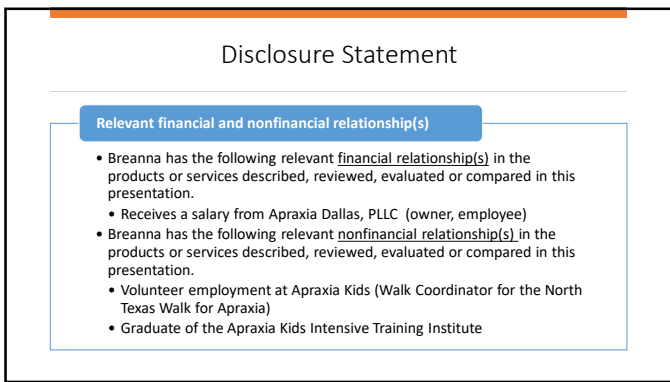 Disclosure Statement
Relevant financial and nonfinancial relationship(s)
• Breanna has the following relevant financial relationship(s) in the
products or services described, reviewed, evaluated or compared in this
presentation.
• Receives a salary from Apraxia Dallas, PLLC (owner, employee)
• Breanna has the following relevant nonfinancial relationship(s) in the
products or services described, reviewed, evaluated or compared in this
presentation.
• Volunteer employment at Apraxia Kids (Walk Coordinator for the North
Texas Walk for Apraxia)
• Graduate of the Apraxia Kids Intensive Training Institute